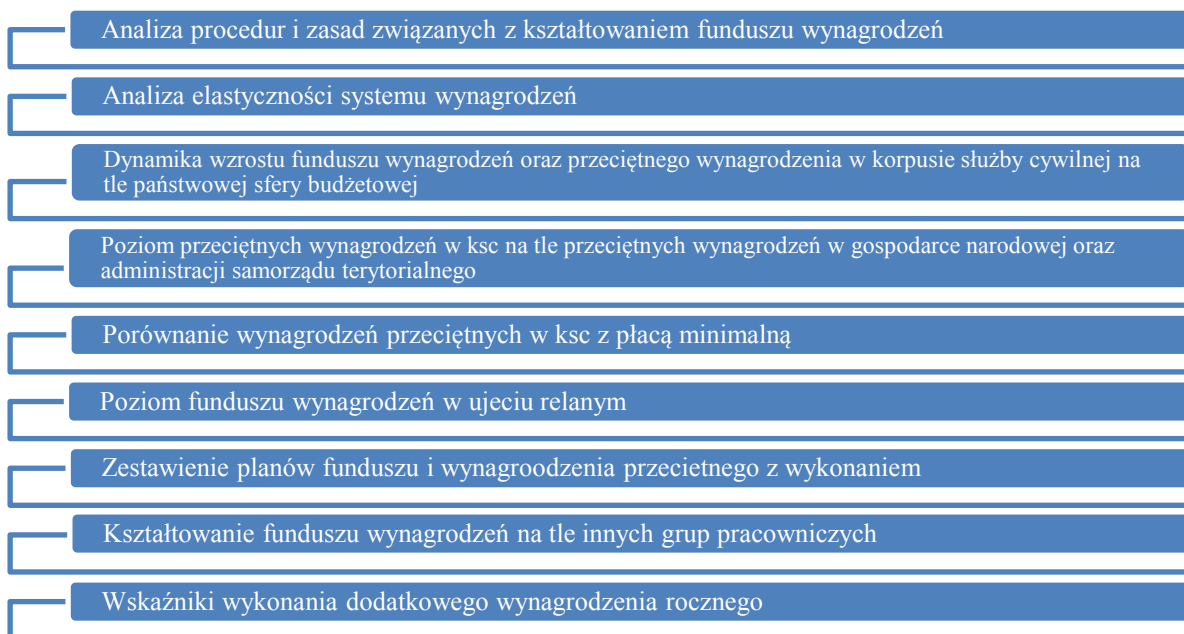 Analiza procedur i zasad związanych z kształtowaniem funduszu wynagrodzeń
Analiza elastyczności systemu wynagrodzeń
Dynamika wzrostu funduszu wynagrodzeń oraz przeciętnego wynagrodzenia w korpusie służby cywilnej na
tle państwowej sfery budżetowej
Poziom przeciętnych wynagrodzeń w ksc na tle przeciętnych wynagrodzeń w gospodarce narodowej oraz
administracji samorządu terytorialnego
Porównanie wynagrodzeń przeciętnych w ksc z płacą minimalną
Poziom funduszu wynagrodzeń w ujeciu relanym
Zestawienie planów funduszu i wynagroodzenia przecietnego z wykonaniem
Kształtowanie funduszu wynagrodzeń na tle innych grup pracowniczych
Wskaźniki wykonania dodatkowego wynagrodzenia rocznego